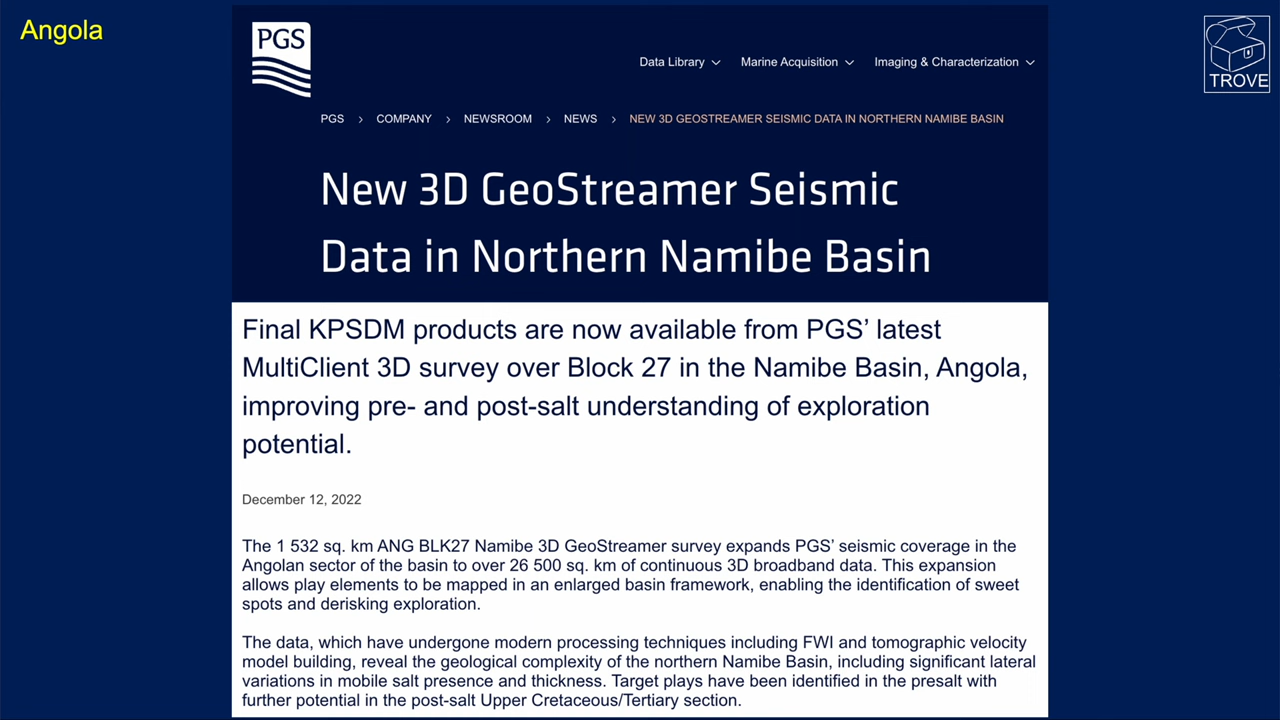 Angola
PGS
TROVE
Data Library
Marine Acquisition
Imaging & Characterization
PGS > COMPANY > NEWSROOM > NEWS > NEW 3D GEOSTREAMER SEISMIC DATA IN NORTHERN NAMIBE BASIN
New 3D GeoStreamer Seismic
Data in Northern Namibe Basin
Final KPSDM products are now available from PGS’ latest
MultiClient 3D survey over Block 27 in the Namibe Basin, Angola,
improving pre- and post-salt understanding of exploration
potential.
December 12, 2022
The 1 532 sq. km ANG BLK27 Namibe 3D GeoStreamer survey expands PGS’ seismic coverage in the
Angolan sector of the basin to over 26 500 sq. km of continuous 3D broadband data. This expansion
allows play elements to be mapped in an enlarged basin framework, enabling the identification of sweet
spots and derisking exploration.
The data, which have undergone modern processing techniques including FWI and tomographic velocity
model building, reveal the geological complexity of the northern Namibe Basin, including significant lateral
variations in mobile salt presence and thickness. Target plays have been identified in the presalt with
further potential in the post-salt Upper Cretaceous/Tertiary section.